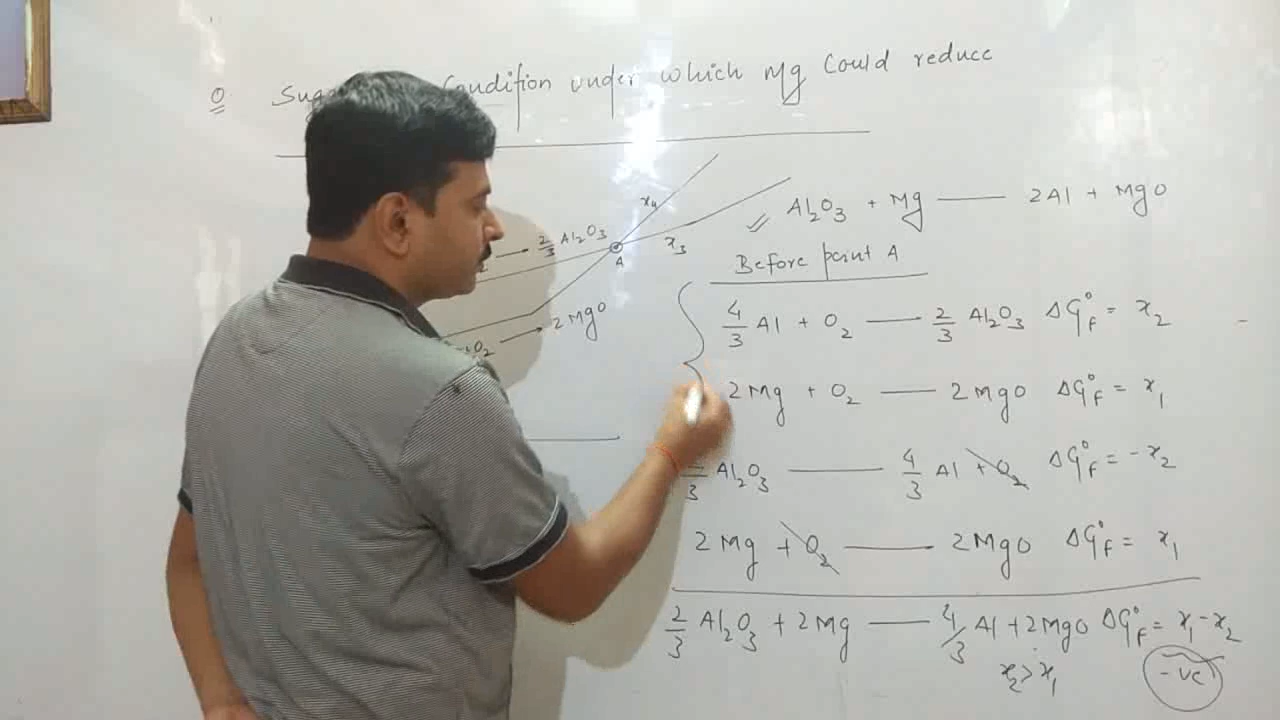 Q Condition under which Mg Could reduce
Al₂O₃ + Mg —— 2Al + MgO
Before point A
x₄
→ 2/3 Al₂O₃
A
x₃
→ 2MgO
O₂
4/3 Al + O₂ —— 2/3 Al₂O₃ ΔG°F = x₂
2Mg + O₂ —— 2MgO ΔG°F = x₁
/3 Al₂O₃ —— 4/3 Al + O₂ ΔG°F = -x₂
2Mg + O₂ —— 2MgO ΔG°F = x₁
2/3 Al₂O₃ + 2Mg —— 4/3 Al + 2MgO ΔG°F = x₁ - x₂
x₂ > x₁ -ve